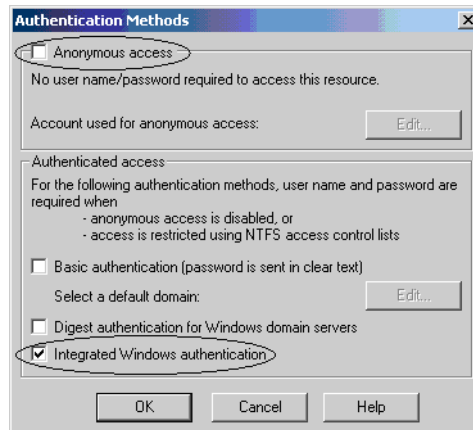 Authentication Methods
Anonymous access
No user name/password required to access this resource.
Account used for anonymous access:
Edit...
Authenticated access
For the following authentication methods, user name and password are
required when
- anonymous access is disabled, or
- access is restricted using NTFS access control lists
Basic authentication (password is sent in clear text)
Select a default domain:
Edit...
Digest authentication for Windows domain servers
Integrated Windows authentication
OK
Cancel
Help